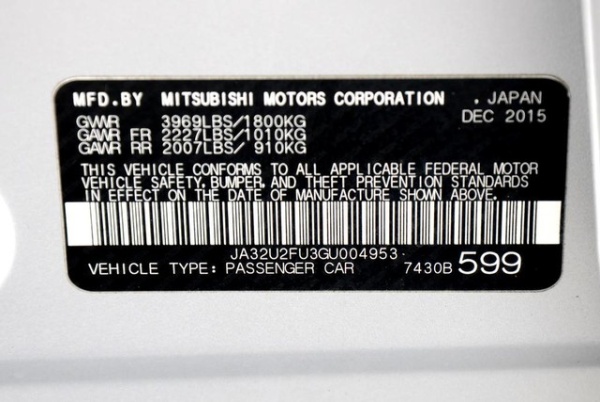 MFD.BY MITSUBISHI MOTORS CORPORATION , JAPAN
GVWR 3969LBS/1800KG DEC 2015
GAWR FR 2227LBS/1010KG
GAWR RR 2007LBS/ 910KG
THIS VEHICLE CONFORMS TO ALL APPLICABLE FEDERAL MOTOR
VEHICLE SAFETY, BUMPER, AND THEFT PREVENTION STANDARDS
IN EFFECT ON THE DATE OF MANUFACTURE SHOWN ABOVE.
JA32U2FU3GU004953
VEHICLE TYPE: PASSENGER CAR 7430B 599